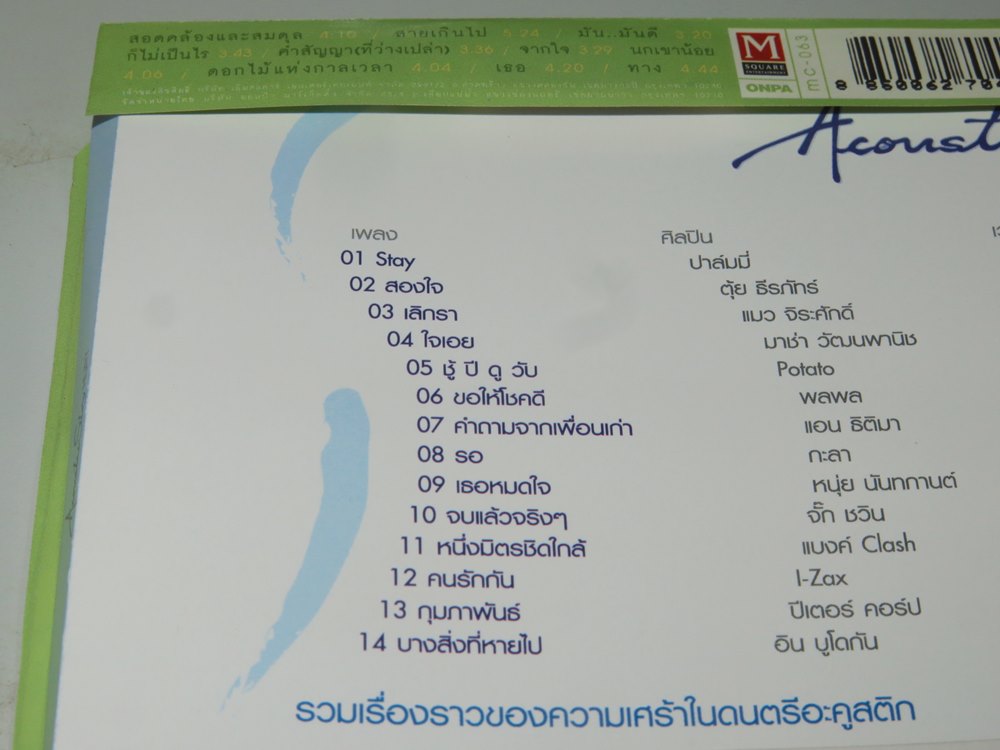 สอดคล้องและสมดุล 4.10 / สายเกินไป 5.24 / มัน..มันดี 3.20
ก็ไม่เป็นไร 3.43 / คำสัญญา(ที่ว่างเปล่า) 3.36 / จากใจ 3.29 นกเขาน้อย
4.06 / ดอกไม้แห่งกาลเวลา 4.04 / เธอ 4.20 / ทาง 4.44
M
SQUARE
ENTERTAINMENT
ONPA
MC-063
8 850062 70
Acoust
เพลง ศิลปิน
01 Stay ปาล์มมี่
02 สองใจ ตุ้ย ธีรภัทร์
03 เลิกรา แมว จิระศักดิ์
04 ใจเอย มาช่า วัฒนพานิช
05 ชู้ ปี ดู วับ Potato
06 ขอให้โชคดี พลพล
07 คำถามจากเพื่อนเก่า แอน ธิติมา
08 รอ กะลา
09 เธอหมดใจ หนุ่ย นันทกานต์
10 จบแล้วจริงๆ จั๊ก ชวิน
11 หนึ่งมิตรชิดใกล้ แบงค์ Clash
12 คนรักกัน I-Zax
13 กุมภาพันธ์ ปีเตอร์ คอร์ป
14 บางสิ่งที่หายไป อิน บูโดกัน
รวมเรื่องราวของความเศร้าในดนตรีอะคูสติก